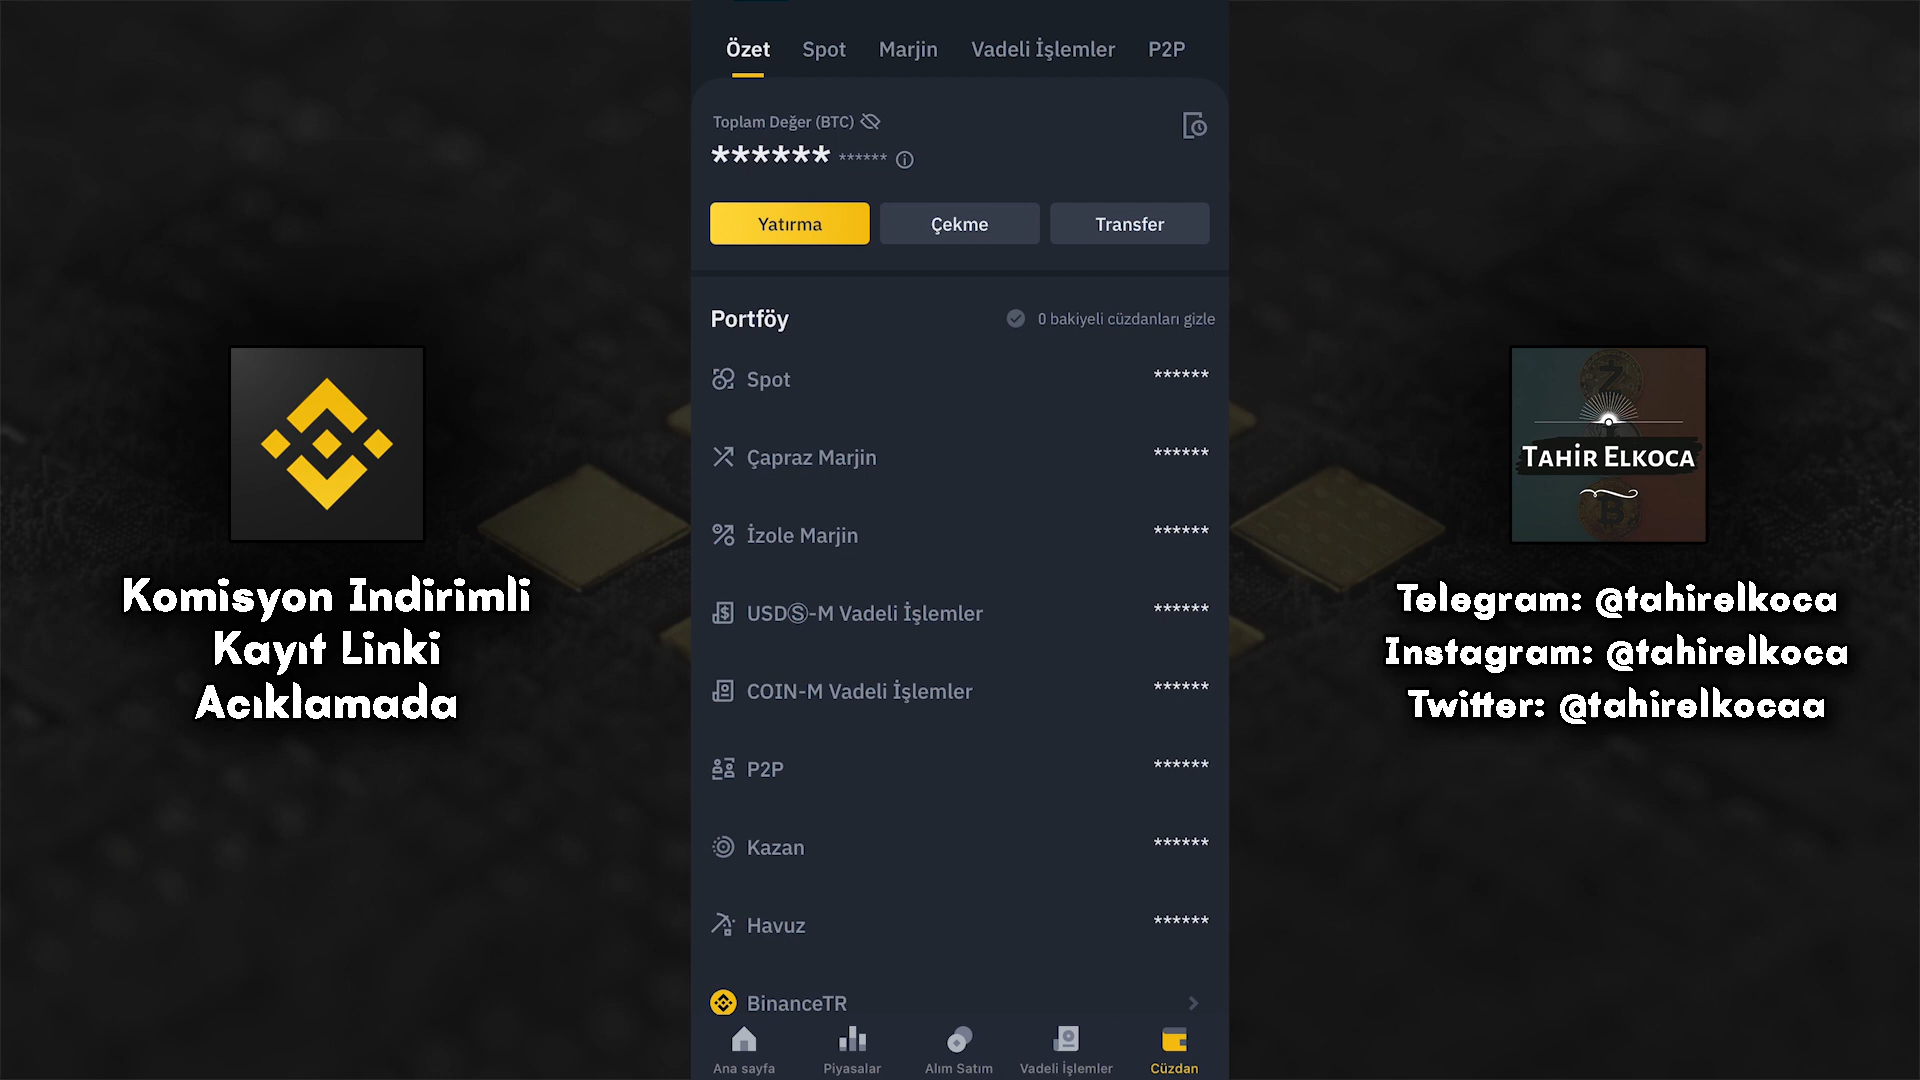 Özet Spot Marjin Vadeli İşlemler P2P
Toplam Değer (BTC)
****** ******
Yatırma Çekme Transfer
Portföy 0 bakiyeli cüzdanları gizle
Spot ******
Çapraz Marjin ******
İzole Marjin ******
USDⓈ-M Vadeli İşlemler ******
COIN-M Vadeli İşlemler ******
P2P ******
Kazan ******
Havuz ******
BinanceTR
Ana sayfa Piyasalar Alım Satım Vadeli İşlemler Cüzdan
Komisyon Indirimli
Kayıt Linki
Acıklamada
TAHİR ELKOCA
Telegram: @tahirelkoca
Instagram: @tahirelkoca
Twitter: @tahirelkocaa